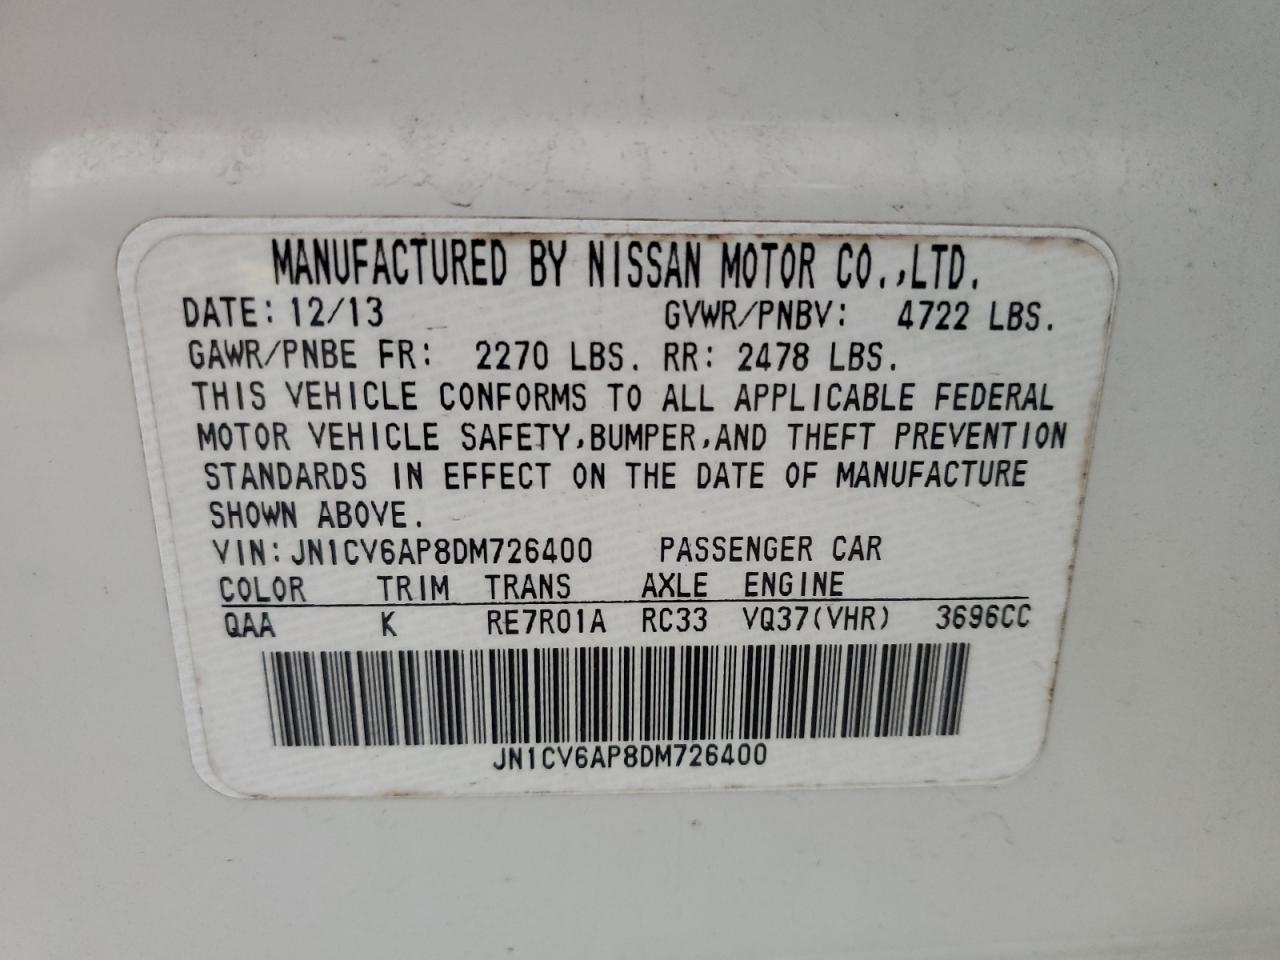 MANUFACTURED BY NISSAN MOTOR CO.,LTD.
DATE: 12/13 GVWR/PNBV: 4722 LBS.
GAWR/PNBE FR: 2270 LBS. RR: 2478 LBS.
THIS VEHICLE CONFORMS TO ALL APPLICABLE FEDERAL
MOTOR VEHICLE SAFETY,BUMPER,AND THEFT PREVENTION
STANDARDS IN EFFECT ON THE DATE OF MANUFACTURE
SHOWN ABOVE.
VIN: JN1CV6AP8DM726400 PASSENGER CAR
COLOR TRIM TRANS AXLE ENGINE
QAA K RE7R01A RC33 VQ37(VHR) 3696CC
JN1CV6AP8DM726400